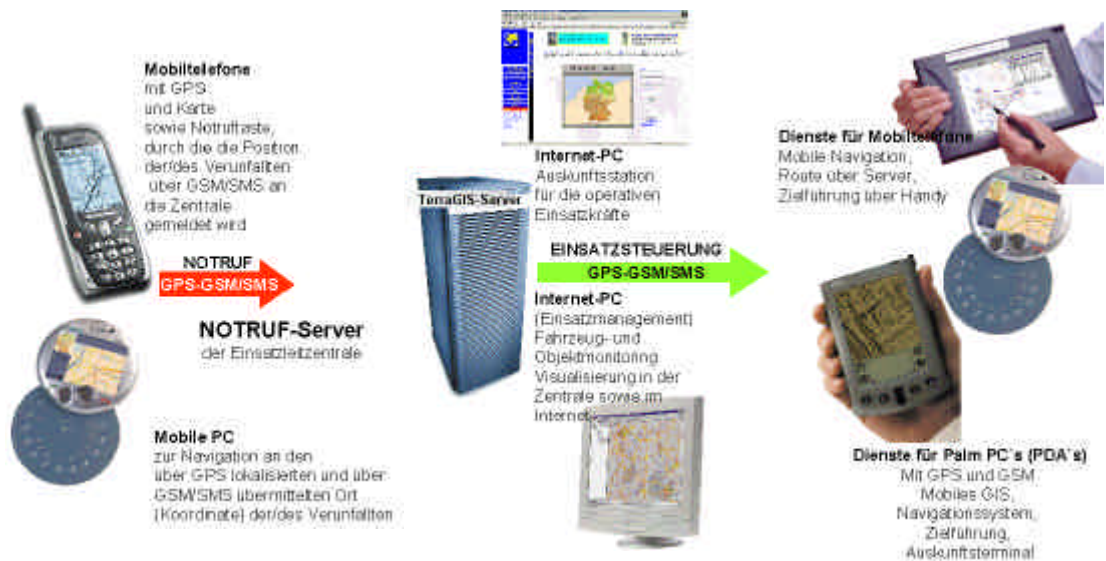 Mobiltelefone
mit GPS
und Karte
sowie Notruftaste,
durch die die Position
der/des Verunfallten
über GSM/SMS an
die Zentrale
gemeldet wird
NOTRUF
GPS-GSM/SMS
NOTRUF-Server
der Einsatzleitzentrale
Mobile PC
zur Navigation an den
über GPS lokalisierten und über
GSM/SMS übermittelten Ort
(Koordinate) der/des Verunfallten
TerraGIS-Server
Internet-PC
Auskunftsstation
für die operativen
Einsatzkräfte
EINSATZSTEUERUNG
GPS-GSM/SMS
Internet-PC
(Einsatzmanagement)
Fahrzeug- und
Objektmonitoring
Visualisierung in der
Zentrale sowie im
Internet
Dienste für Mobiltelefone
Mobile Navigation,
Route über Server,
Zielführung über Handy
Dienste für Palm PC´s (PDA´s)
Mit GPS und GSM
Mobiles GIS,
Navigationssystem,
Zielführung,
Auskunftsterminal